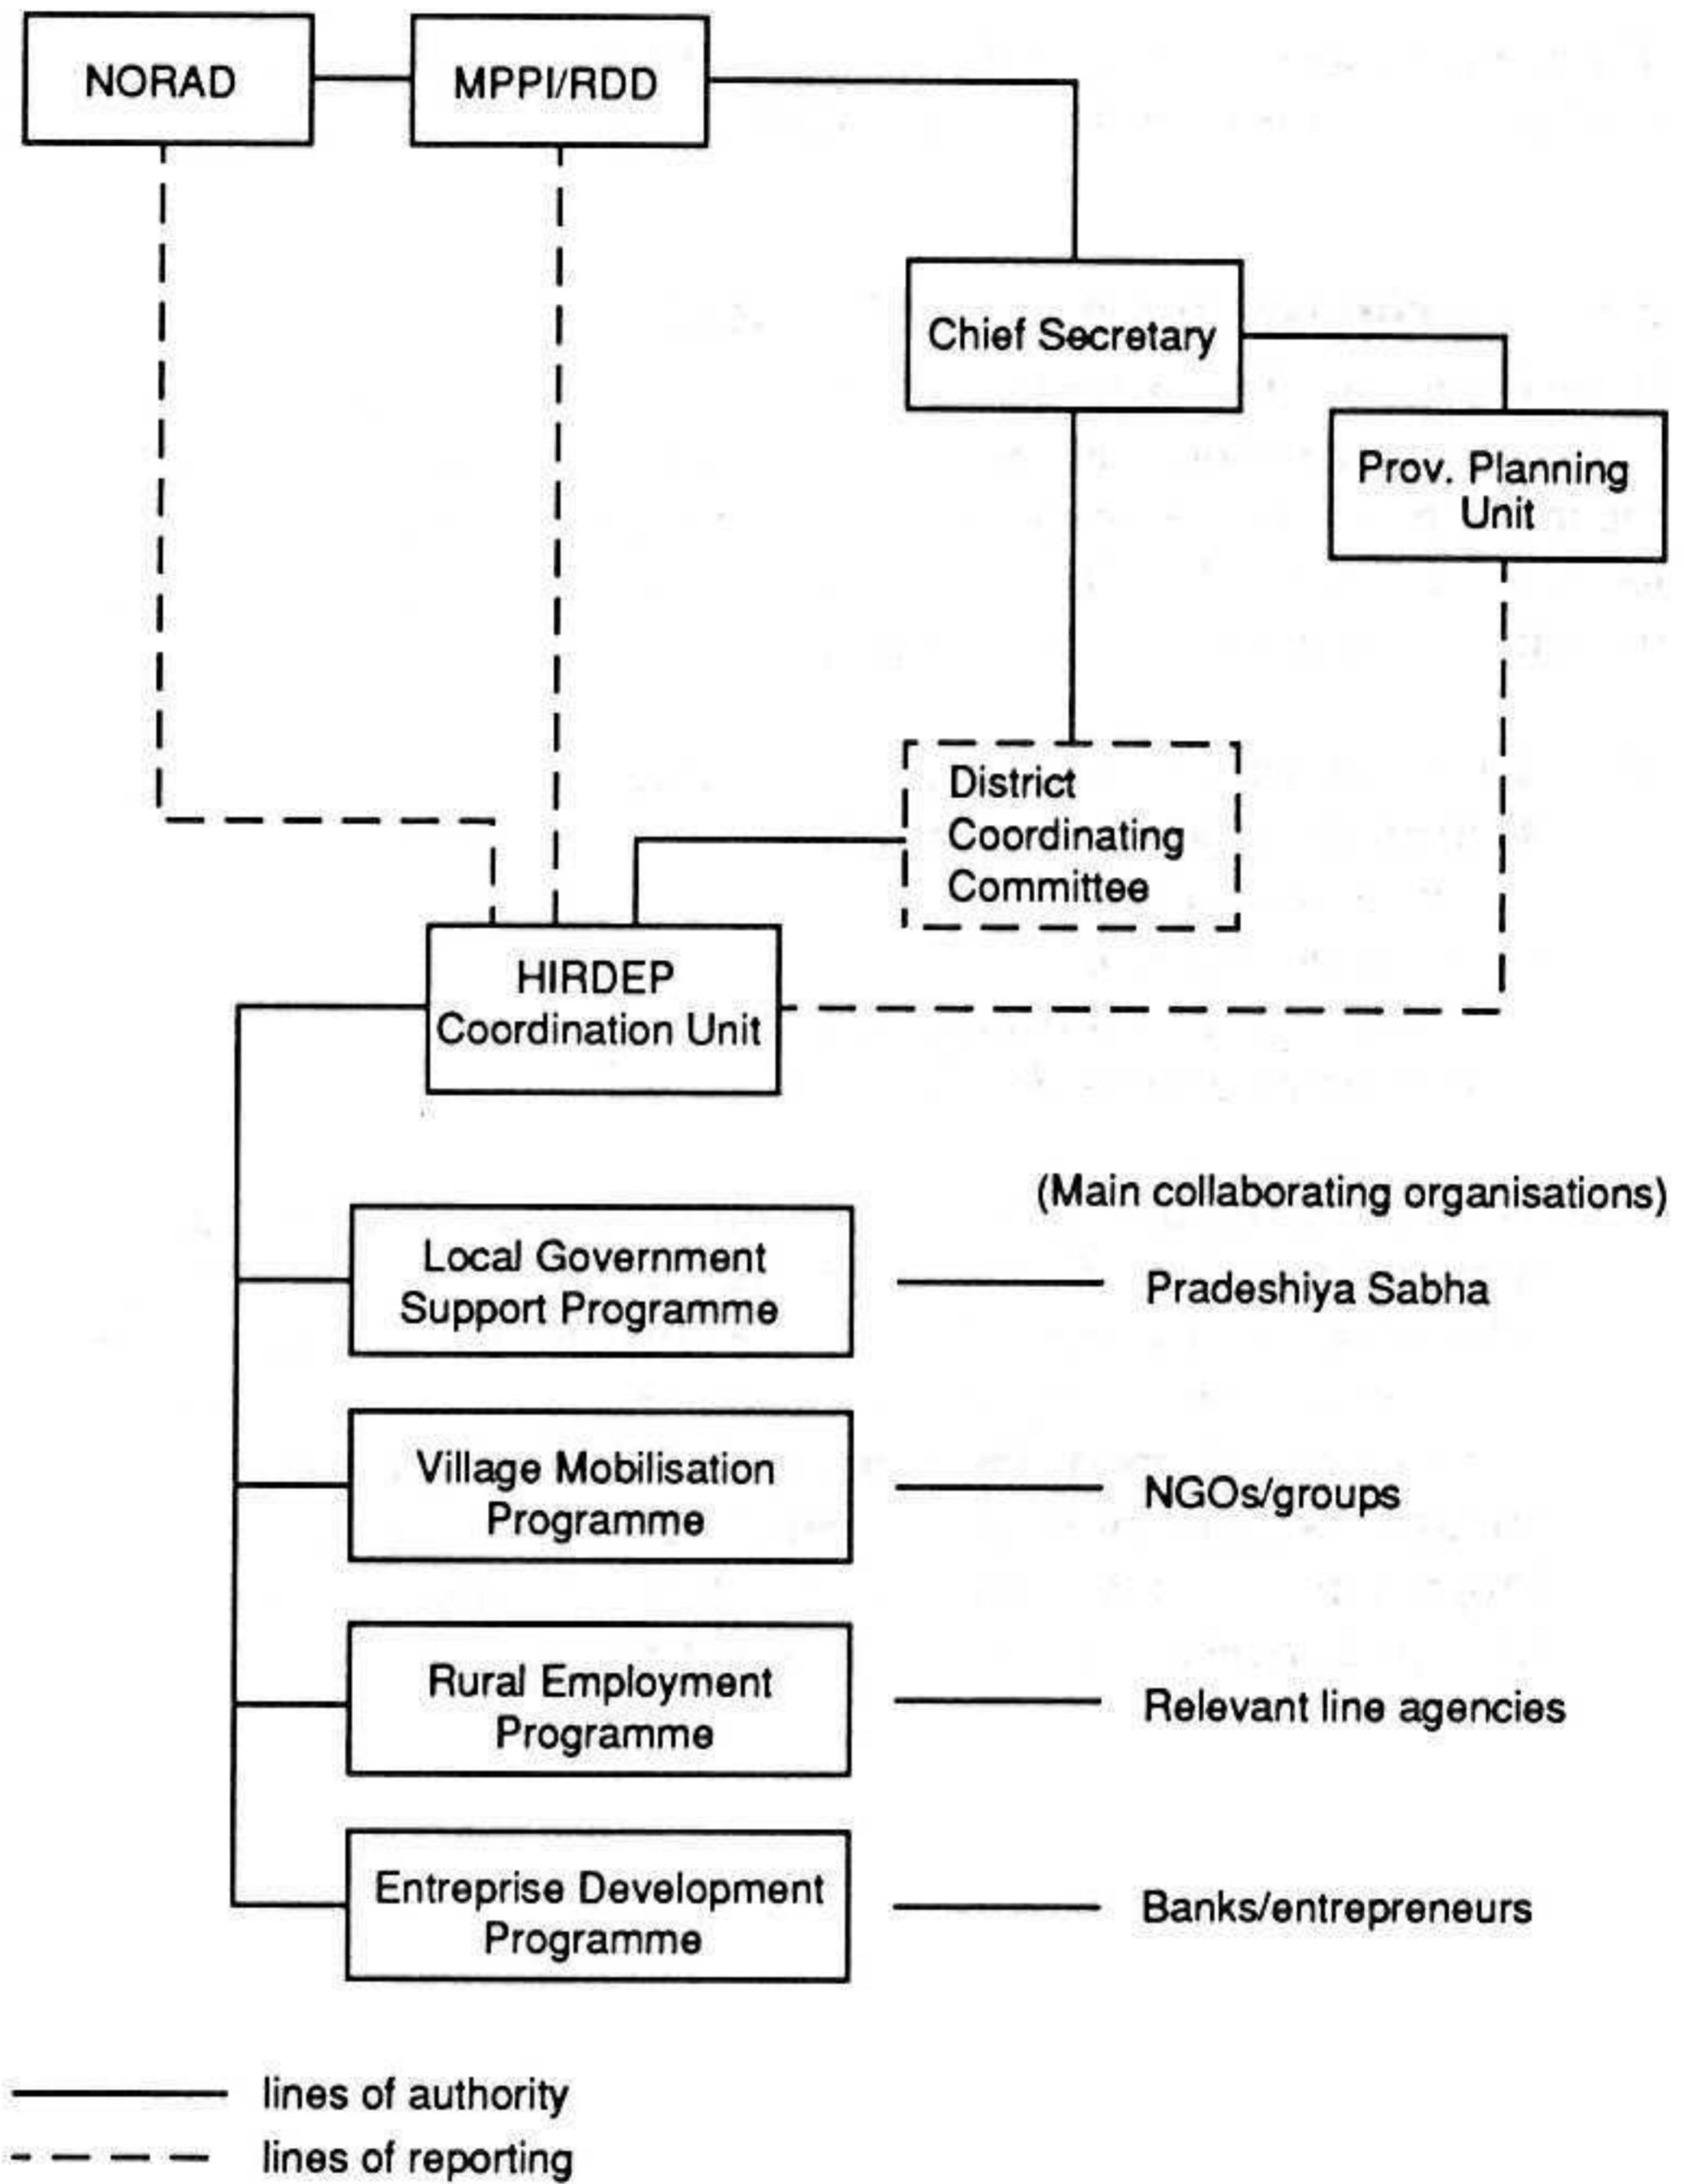 NORAD
MPPI/RDD
Chief Secretary
Prov. Planning
Unit
District
Coordinating
Committee
HIRDEP
Coordination Unit
(Main collaborating organisations)
Local Government
Support Programme
Pradeshiya Sabha
Village Mobilisation
Programme
NGOs/groups
Rural Employment
Programme
Relevant line agencies
Entreprise Development
Programme
Banks/entrepreneurs
lines of authority
lines of reporting